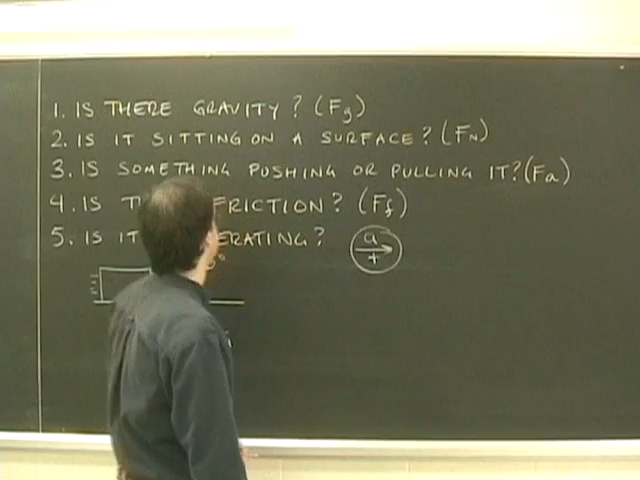 1. IS THERE GRAVITY? (Fg)
2. IS IT SITTING ON A SURFACE? (FN)
3. IS SOMETHING PUSHING OR PULLING IT? (Fa)
4. IS FRICTION? (Ff)
5. IS IT ERATING? a +